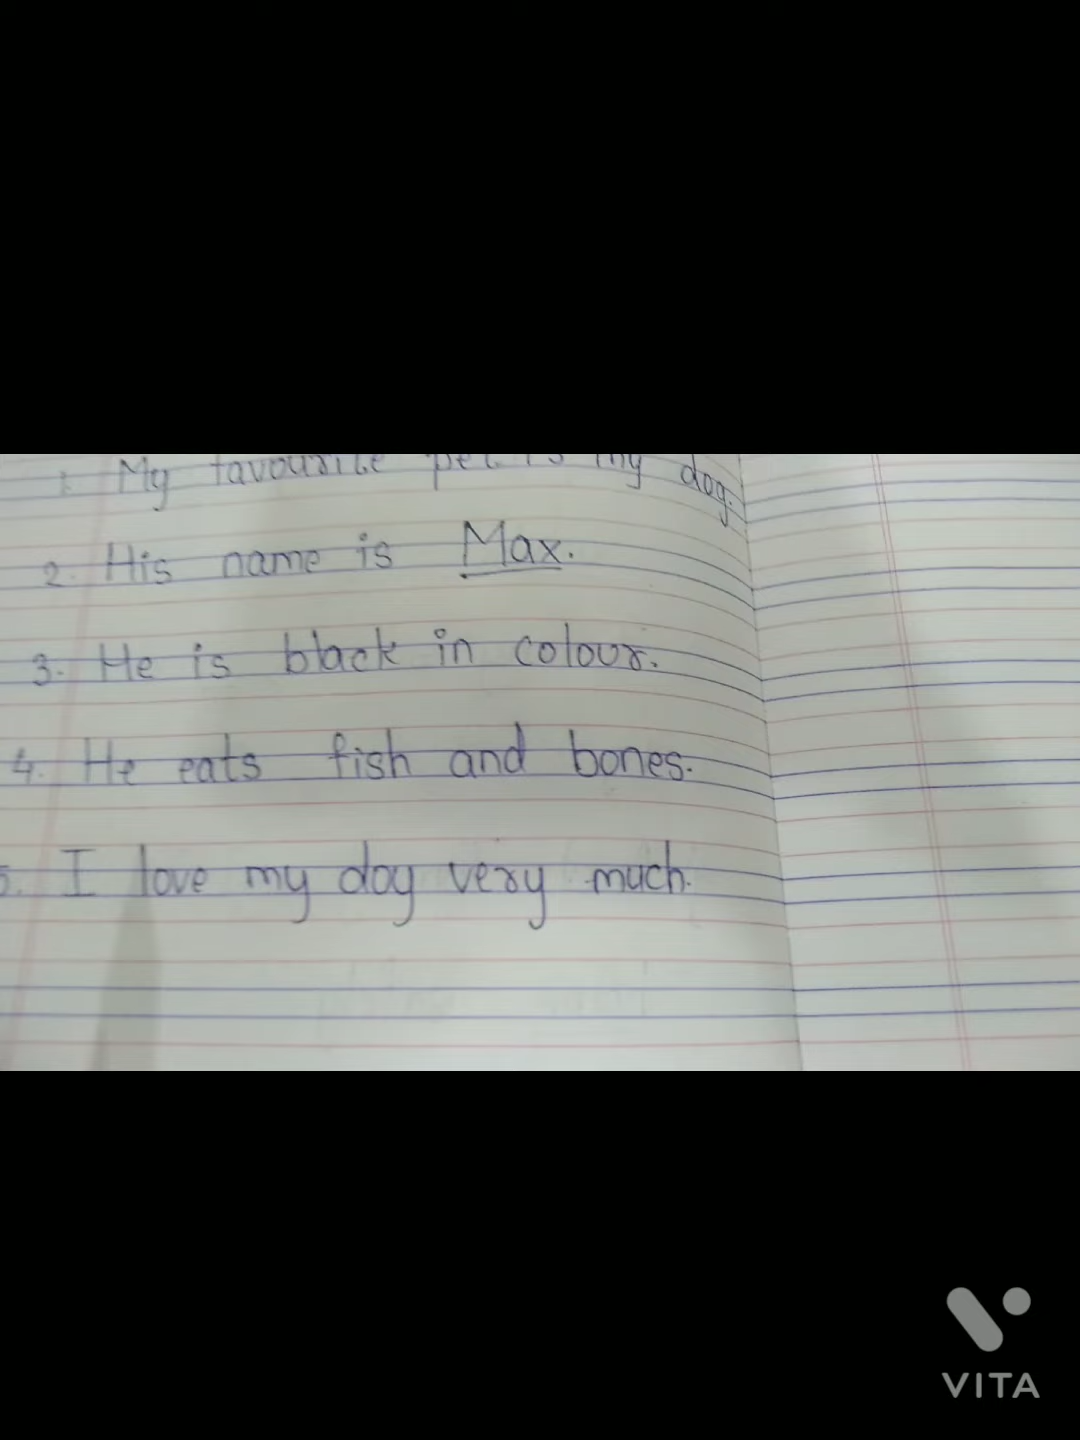 1. My favourite pet is my dog.
2. His name is Max.
3. He is black in colour.
4. He eats fish and bones.
5. I love my dog very much.
VITA